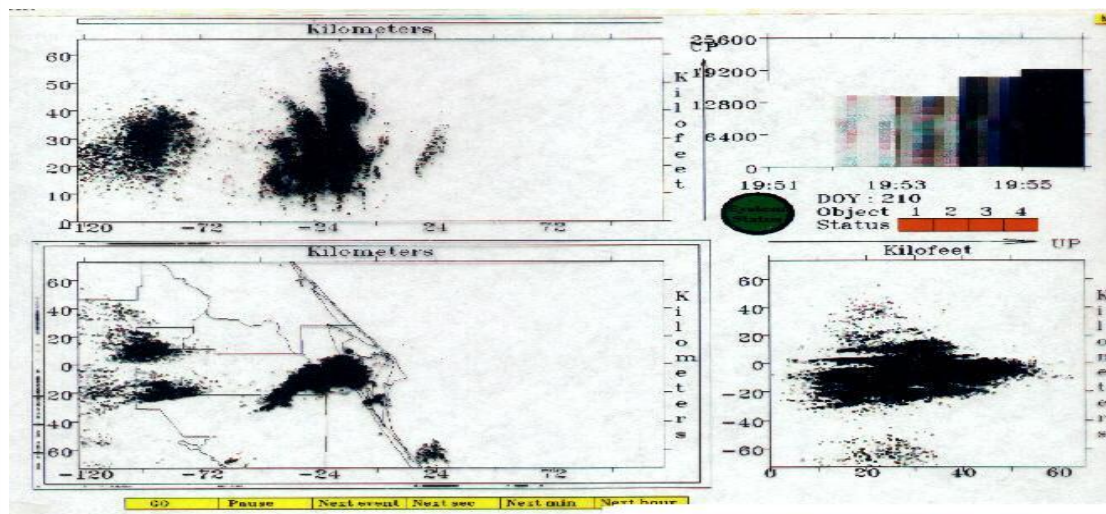 Kilometers
60
50
40
30
20
10
0
-120 -72 -24 24 72
Kilofeet
UP
25600
19200
12800
6400
0
19:51 19:53 19:55
System
Status
DOY : 210
Object 1 2 3 4
Status
Kilometers
60
40
20
0
-20
-40
-60
-120 -72 -24 24 72
Kilometers
UP
Kilofeet
60
40
20
0
-20
-40
-60
0 20 40 60
Kilometers
GO Pause Next event Next sec Next min Next hour